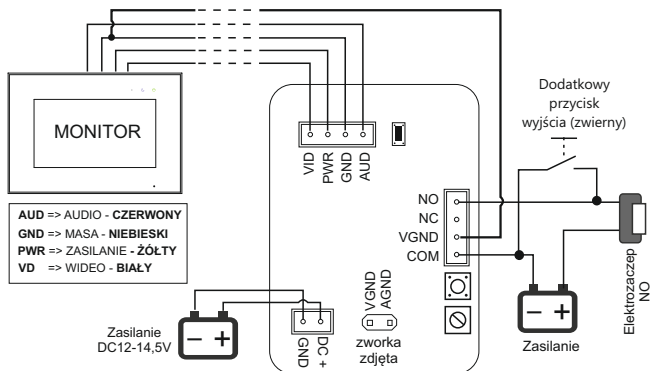 MONITOR
AUD => AUDIO - CZERWONY
GND => MASA - NIEBIESKI
PWR => ZASILANIE - ŻÓŁTY
VD => WIDEO - BIAŁY
VID
PWR
GND
AUD
Dodatkowy
przycisk
wyjścia (zwierny)
NO
NC
VGND
COM
Elektrozaczep
NO
Zasilanie
DC12-14,5V
- +
GND
DC +
VGND
AGND
zworka
zdjęta
- +
Zasilanie